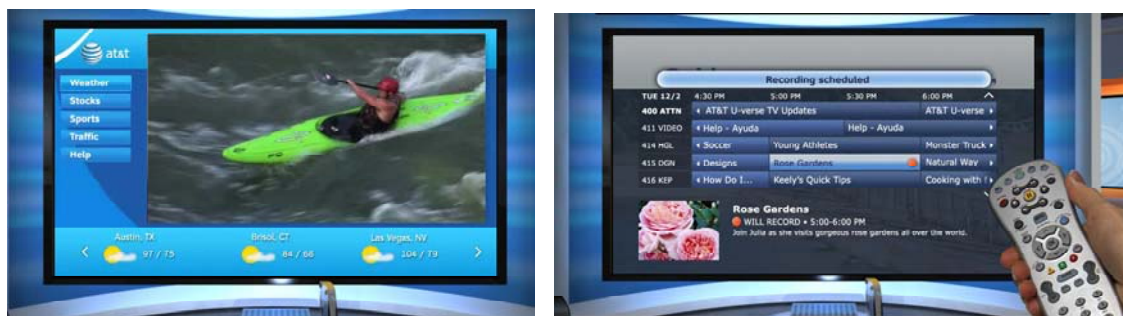 at&t
Weather
Stocks
Sports
Traffic
Help
Austin, TX
97 / 75
Brisol, CT
84 / 66
Las Vegas, NV
104 / 79
Recording scheduled
TUE 12/2 4:30 PM 5:00 PM 5:30 PM 6:00 PM
400 ATTN AT&T U-verse TV Updates AT&T U-verse
411 VIDEO Help - Ayuda Help - Ayuda
414 HGL Soccer Young Athletes Monster Truck
415 DGN Designs Rose Gardens Natural Way
416 KEP How Do I... Keely's Quick Tips Cooking with
Rose Gardens
WILL RECORD • 5:00-6:00 PM
Join Julia as she visits gorgeous rose gardens all over the world.